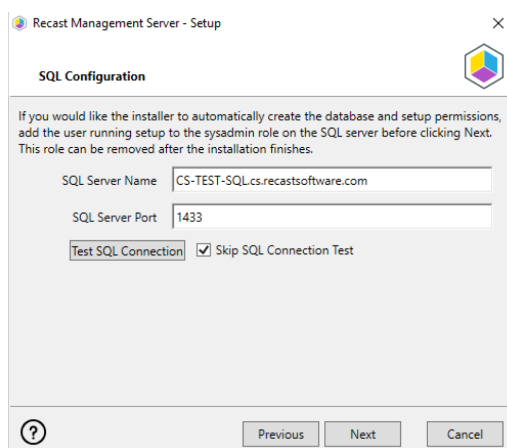 Recast Management Server - Setup
SQL Configuration
If you would like the installer to automatically create the database and setup permissions,
add the user running setup to the sysadmin role on the SQL server before clicking Next.
This role can be removed after the installation finishes.
SQL Server Name CS-TEST-SQL.cs.recastsoftware.com
SQL Server Port 1433
Test SQL Connection Skip SQL Connection Test
? Previous Next Cancel